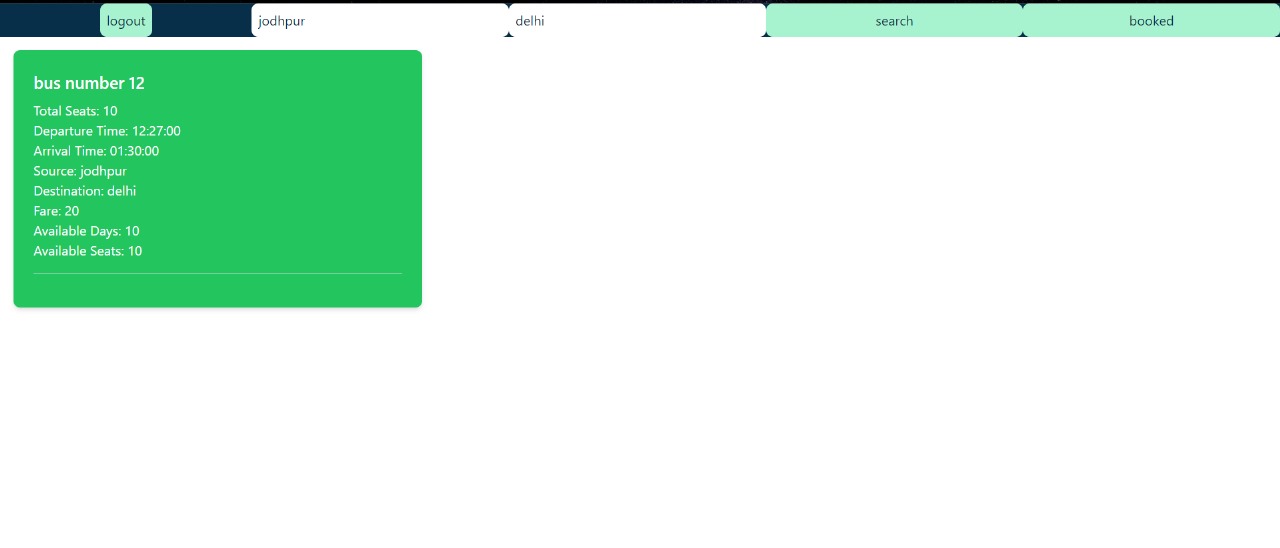 logout jodhpur delhi search booked
bus number 12
Total Seats: 10
Departure Time: 12:27:00
Arrival Time: 01:30:00
Source: jodhpur
Destination: delhi
Fare: 20
Available Days: 10
Available Seats: 10